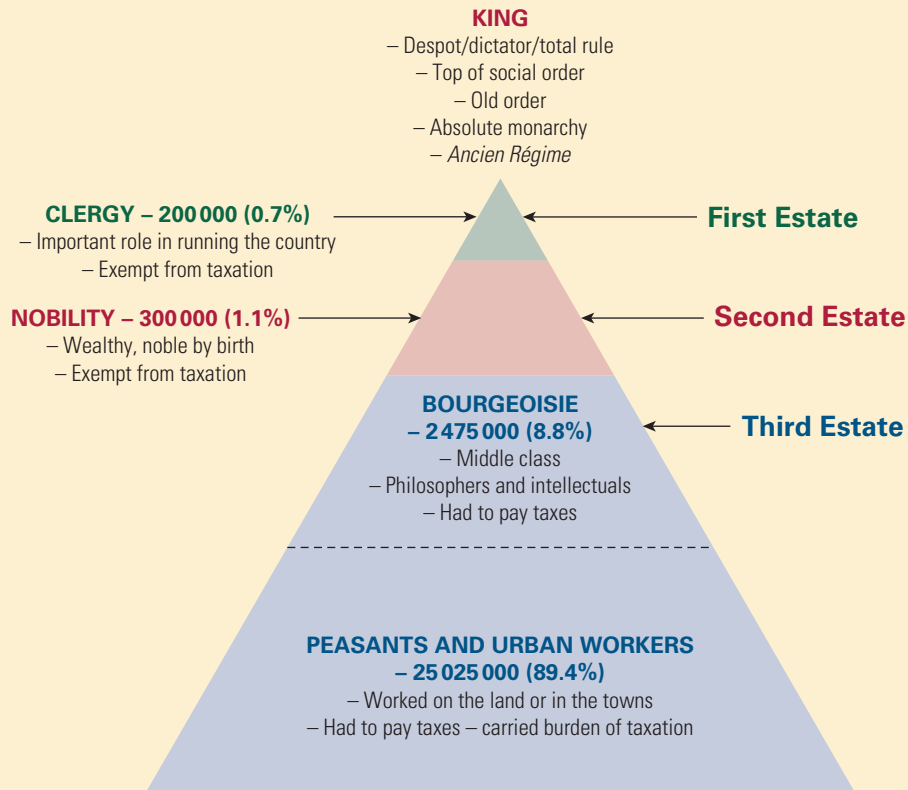 KING
– Despot/dictator/total rule
– Top of social order
– Old order
– Absolute monarchy
– Ancien Régime
CLERGY – 200 000 (0.7%)
– Important role in running the country
– Exempt from taxation
First Estate
NOBILITY – 300 000 (1.1%)
– Wealthy, noble by birth
– Exempt from taxation
Second Estate
BOURGEOISIE
– 2 475 000 (8.8%)
– Middle class
– Philosophers and intellectuals
– Had to pay taxes
Third Estate
PEASANTS AND URBAN WORKERS
– 25 025 000 (89.4%)
– Worked on the land or in the towns
– Had to pay taxes – carried burden of taxation